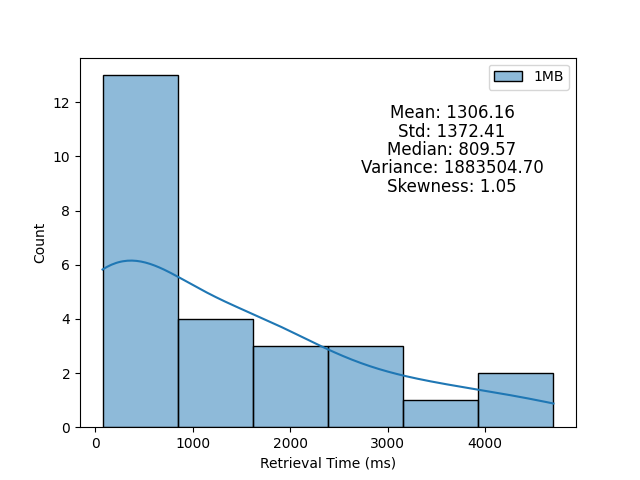 1MB
Mean: 1306.16
Std: 1372.41
Median: 809.57
Variance: 1883504.70
Skewness: 1.05
Count
12
10
8
6
4
2
0
0 1000 2000 3000 4000
Retrieval Time (ms)